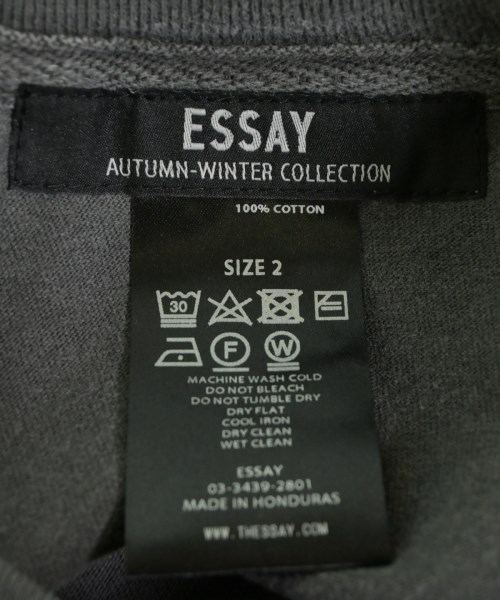 ESSAY
AUTUMN-WINTER COLLECTION
100% COTTON
SIZE 2
30
F W
MACHINE WASH COLD
DO NOT BLEACH
DO NOT TUMBLE DRY
DRY FLAT
COOL IRON
DRY CLEAN
WET CLEAN
ESSAY
03-3439-2801
MADE IN HONDURAS
WWW.THESSAY.COM